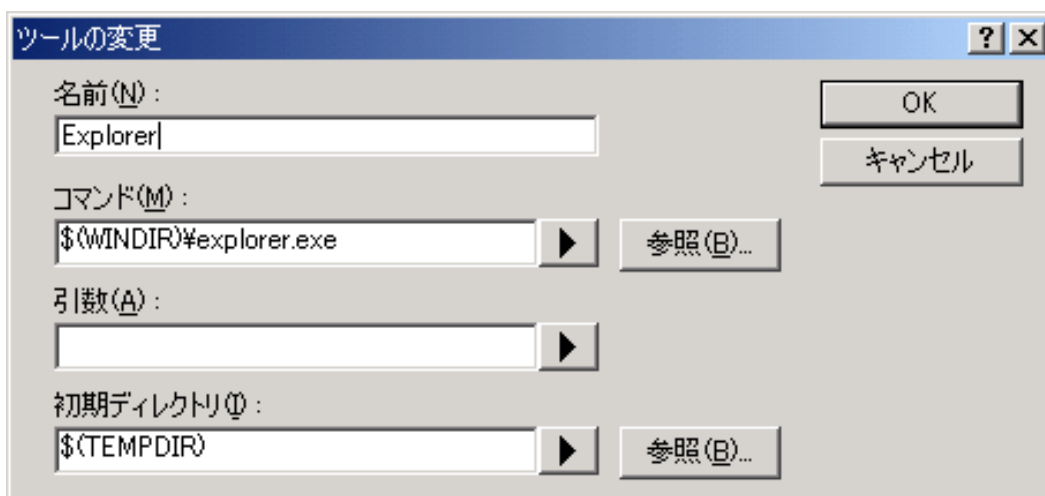 ツールの変更
名前(N):
OK
Explorer
キャンセル
コマンド(M):
$(WINDIR)¥explorer.exe
参照(B)...
引数(A):
初期ディレクトリ(I):
$(TEMPDIR)
参照(B)...